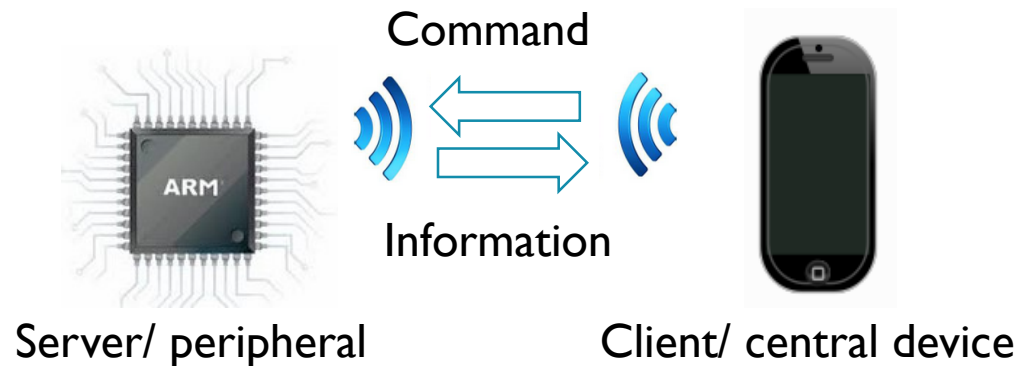 Command
ARM
Information
Server/ peripheral
Client/ central device